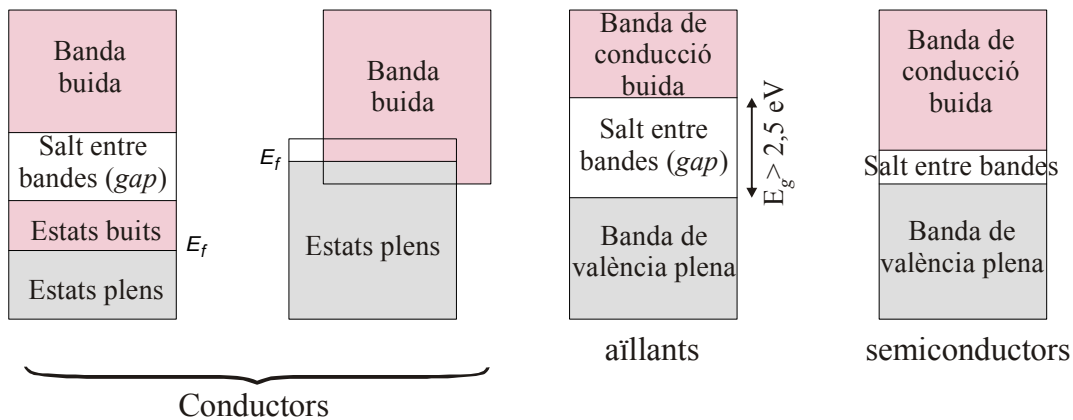 Banda
buida
Salt entre
bandes (gap)
Estats buits
Estats plens
E_f
Banda
buida
E_f
Estats plens
Conductors
Banda de
conducció
buida
Salt entre
bandes (gap)
Banda de
valència plena
E_g > 2,5 eV
aïllants
Banda de
conducció
buida
Salt entre bandes
Banda de
valència plena
semiconductors